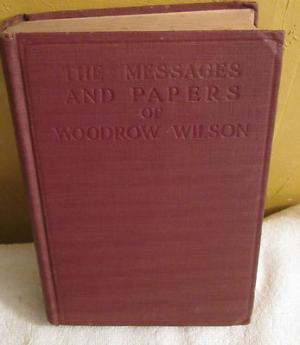 THE MESSAGES
AND PAPERS
OF
WOODROW WILSON